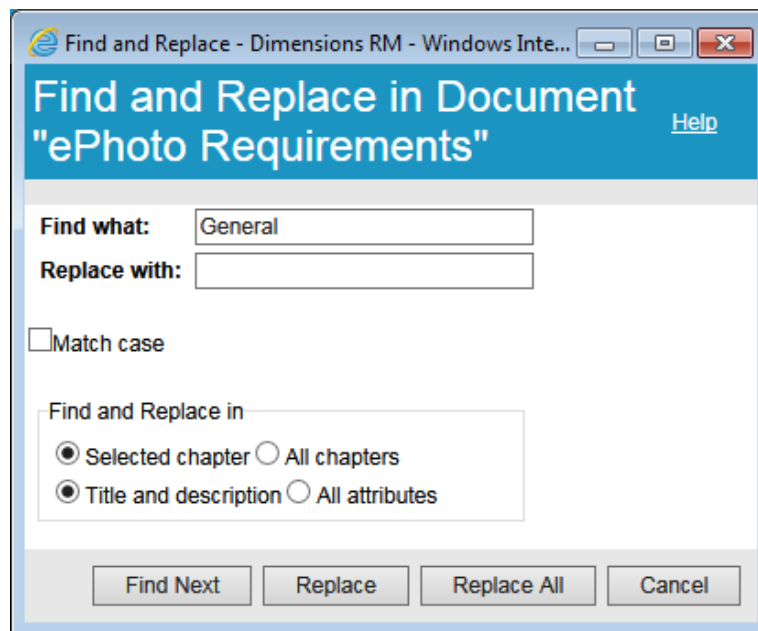 Find and Replace - Dimensions RM - Windows Inte...
Find and Replace in Document
"ePhoto Requirements"
Help
Find what: General
Replace with:
Match case
Find and Replace in
Selected chapter All chapters
Title and description All attributes
Find Next Replace Replace All Cancel